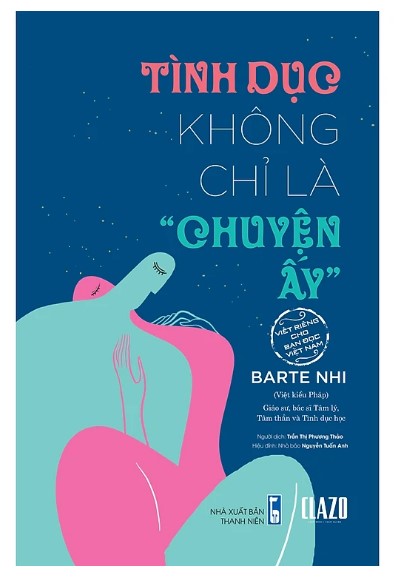 TÌNH DỤC
KHÔNG
CHỈ LÀ
"CHUYỆN
ẤY"
VIẾT RIÊNG
CHO
BẠN ĐỌC
VIỆT NAM
BARTE NHI
(Việt kiều Pháp)
Giáo sư, bác sĩ Tâm lý,
Tâm thần và Tình dục học
Người dịch: Trần Thị Phương Thảo
Hiệu đính: Nhà báo Nguyễn Tuấn Anh
NHÀ XUẤT BẢN
THANH NIÊN
CLAZO